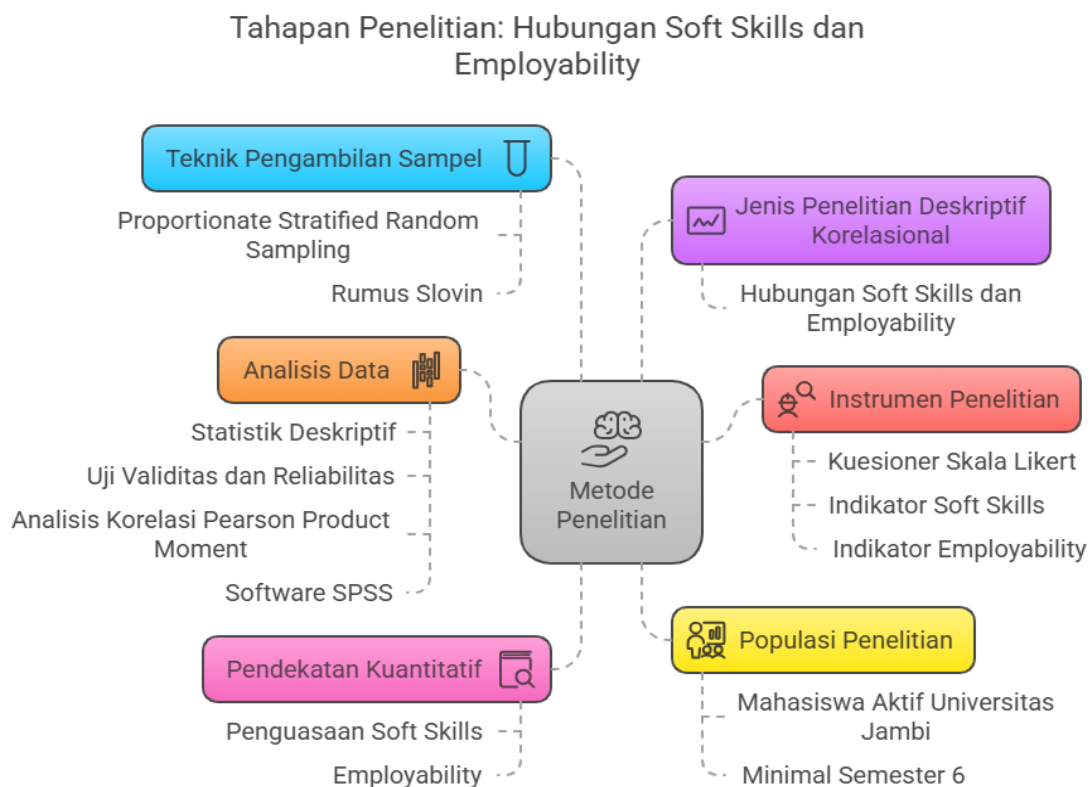 Tahapan Penelitian: Hubungan Soft Skills dan
Employability
Teknik Pengambilan Sampel
Proportionate Stratified Random
Sampling
Rumus Slovin
Jenis Penelitian Deskriptif
Korelasional
Hubungan Soft Skills dan
Employability
Analisis Data
Statistik Deskriptif
Uji Validitas dan Reliabilitas
Analisis Korelasi Pearson Product
Moment
Software SPSS
Metode
Penelitian
Instrumen Penelitian
Kuesioner Skala Likert
Indikator Soft Skills
Indikator Employability
Pendekatan Kuantitatif
Penguasaan Soft Skills
Employability
Populasi Penelitian
Mahasiswa Aktif Universitas
Jambi
Minimal Semester 6